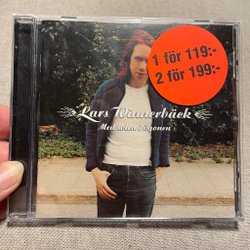 1 för 119:-
2 för 199:-
Lars Winnerbäck
Med solen i ögonen